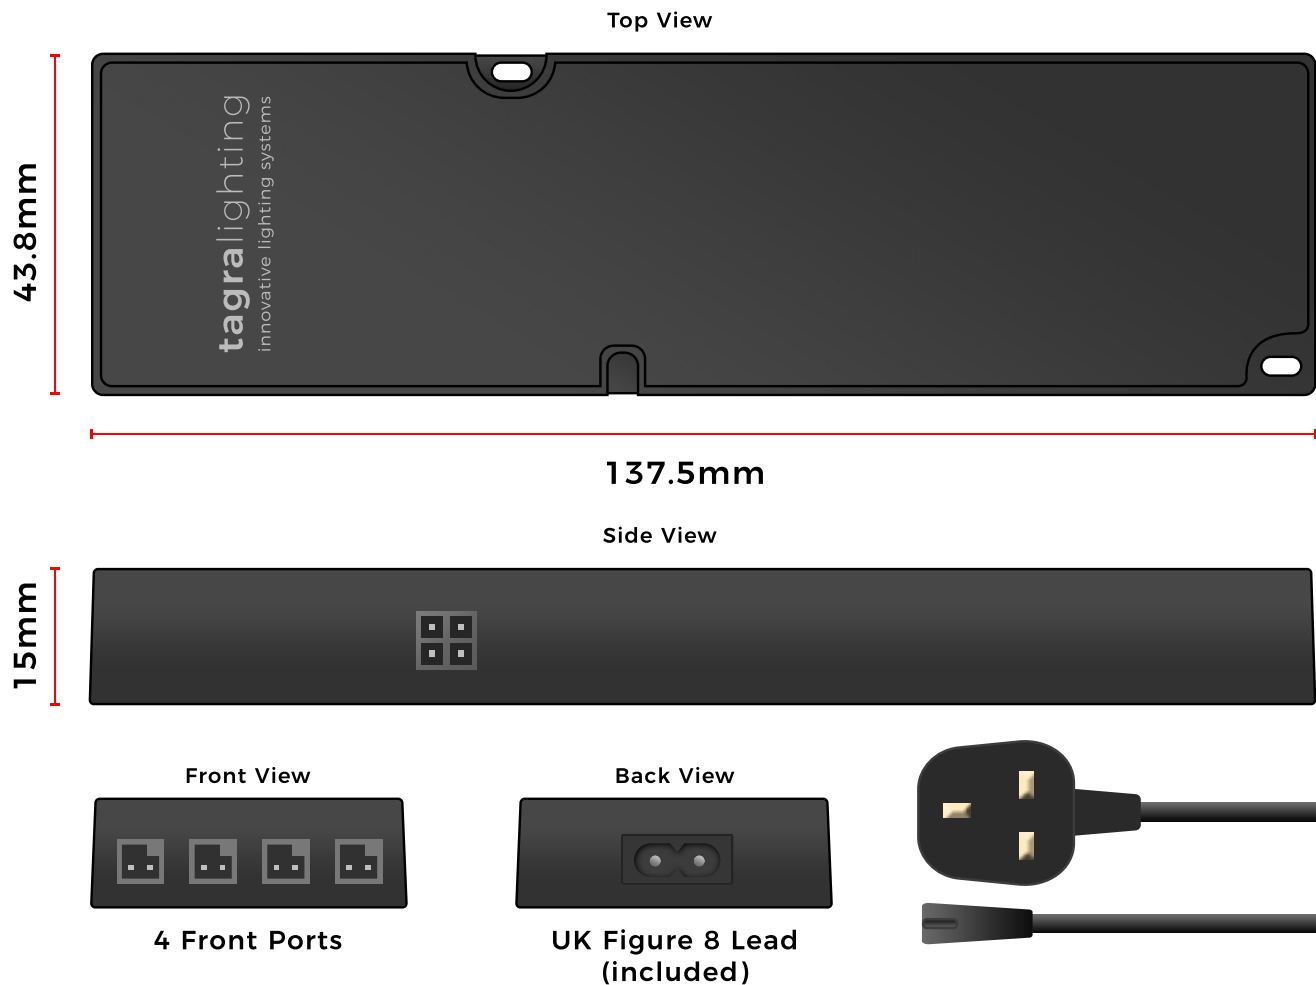 Top View
43.8mm
tagralighting
innovative lighting systems
137.5mm
Side View
15mm
Front View
Back View
4 Front Ports
UK Figure 8 Lead
(included)